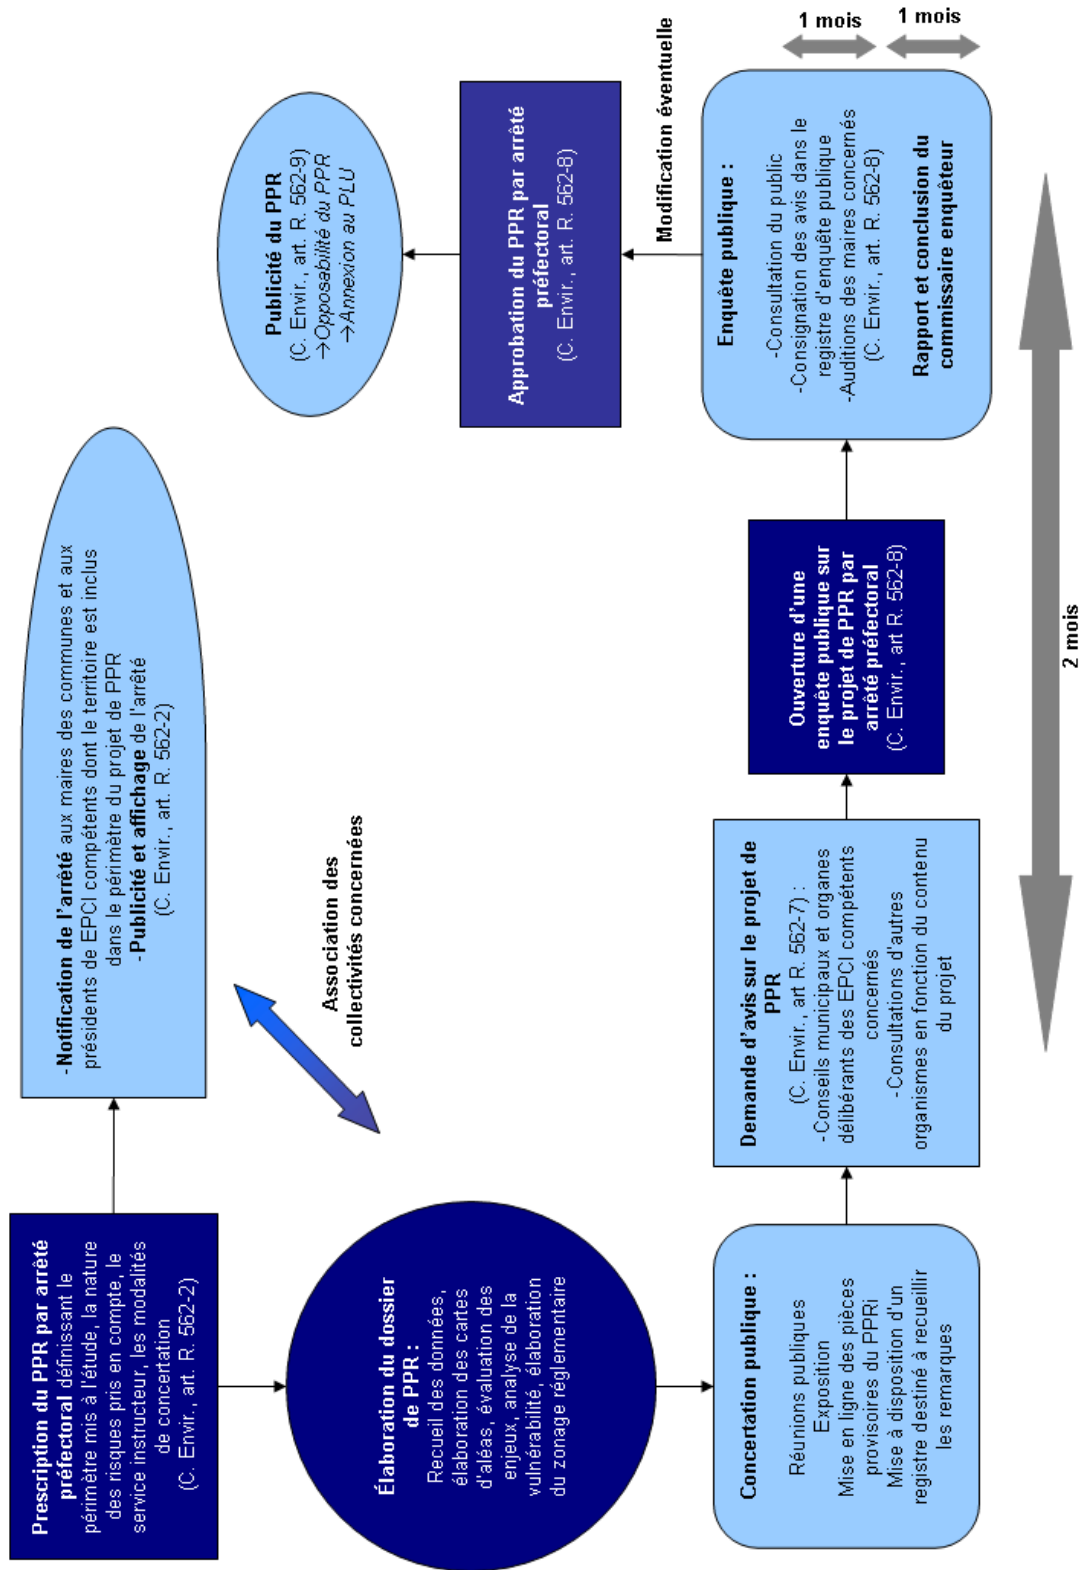 Prescription du PPR par arrêté
préfectoral définissant le
périmètre mis à l'étude, la nature
des risques pris en compte, le
service instructeur, les modalités
de concertation
(C. Envir., art. R. 562-2)
-Notification de l'arrêté aux maires des communes et aux
présidents de EPCI compétents dont le territoire est inclus
dans le périmètre du projet de PPR
-Publicité et affichage de l'arrêté
(C. Envir., art. R. 562-2)
Association des
collectivités concernées
Élaboration du dossier
de PPR :
Recueil des données,
élaboration des cartes
d'aléas, évaluation des
enjeux, analyse de la
vulnérabilité, élaboration
du zonage réglementaire
Concertation publique :
Réunions publiques
Exposition
Mise en ligne des pièces
provisoires du PPRi
Mise à disposition d'un
registre destiné à recueillir
les remarques
Demande d'avis sur le projet de
PPR
(C. Envir., art R. 562-7) :
-Conseils municipaux et organes
délibérants des EPCI compétents
concernés
-Consultations d'autres
organismes en fonction du contenu
du projet
Ouverture d'une
enquête publique sur
le projet de PPR par
arrêté préfectoral
(C. Envir., art R. 562-8)
Enquête publique :
-Consultation du public
-Consignation des avis dans le
registre d'enquête publique
-Auditions des maires concernés
(C. Envir., art. R. 562-8)
Rapport et conclusion du
commissaire enquêteur
1 mois
1 mois
2 mois
Modification éventuelle
Approbation du PPR par arrêté
préfectoral
(C. Envir., art. R. 562-8)
Publicité du PPR
(C. Envir., art. R. 562-9)
→Opposabilité du PPR
→Annexion au PLU